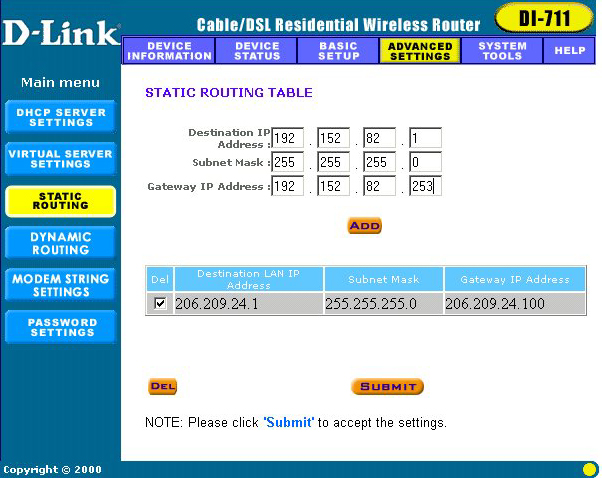 D-Link
Cable/DSL Residential Wireless Router
DI-711
DEVICE INFORMATION
DEVICE STATUS
BASIC SETUP
ADVANCED SETTINGS
SYSTEM TOOLS
HELP
Main menu
DHCP SERVER
SETTINGS
VIRTUAL SERVER
SETTINGS
STATIC
ROUTING
DYNAMIC
ROUTING
MODEM STRING
SETTINGS
PASSWORD
SETTINGS
STATIC ROUTING TABLE
Destination IP
Address : 192 . 152 . 82 . 1
Subnet Mask : 255 . 255 . 255 . 0
Gateway IP Address : 192 . 152 . 82 . 253
ADD
Del Destination LAN IP Address Subnet Mask Gateway IP Address
206.209.24.1 255.255.255.0 206.209.24.100
DEL SUBMIT
NOTE: Please click 'Submit' to accept the settings.
Copyright © 2000